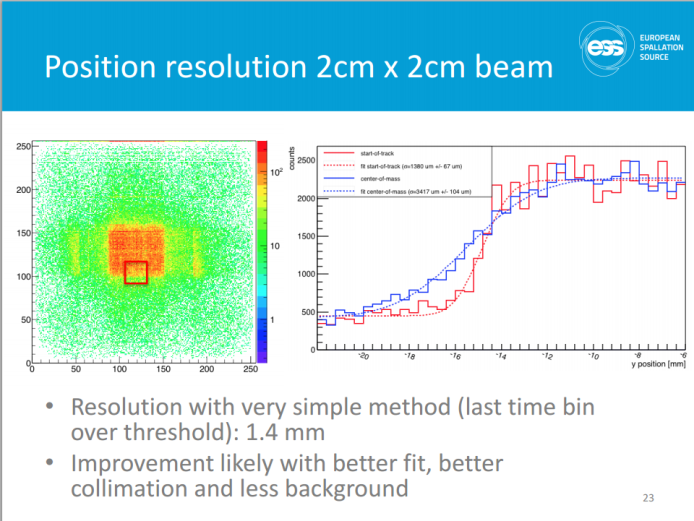 EUROPEAN
SPALLATION
SOURCE
ess
Position resolution 2cm x 2cm beam
250
200
150
100
50
0
0
50
100
150
200
250
10²
10
1
counts
2500
2000
1500
1000
500
0
start-of-track
fit start-of-track (σ=1380 um +/- 67 um)
center-of-mass
fit center-of-mass (σ=3417 um +/- 104 um)
-20
-18
-16
-14
-12
-10
-8
-6
y position [mm]
• Resolution with very simple method (last time bin
over threshold): 1.4 mm
• Improvement likely with better fit, better
collimation and less background
23